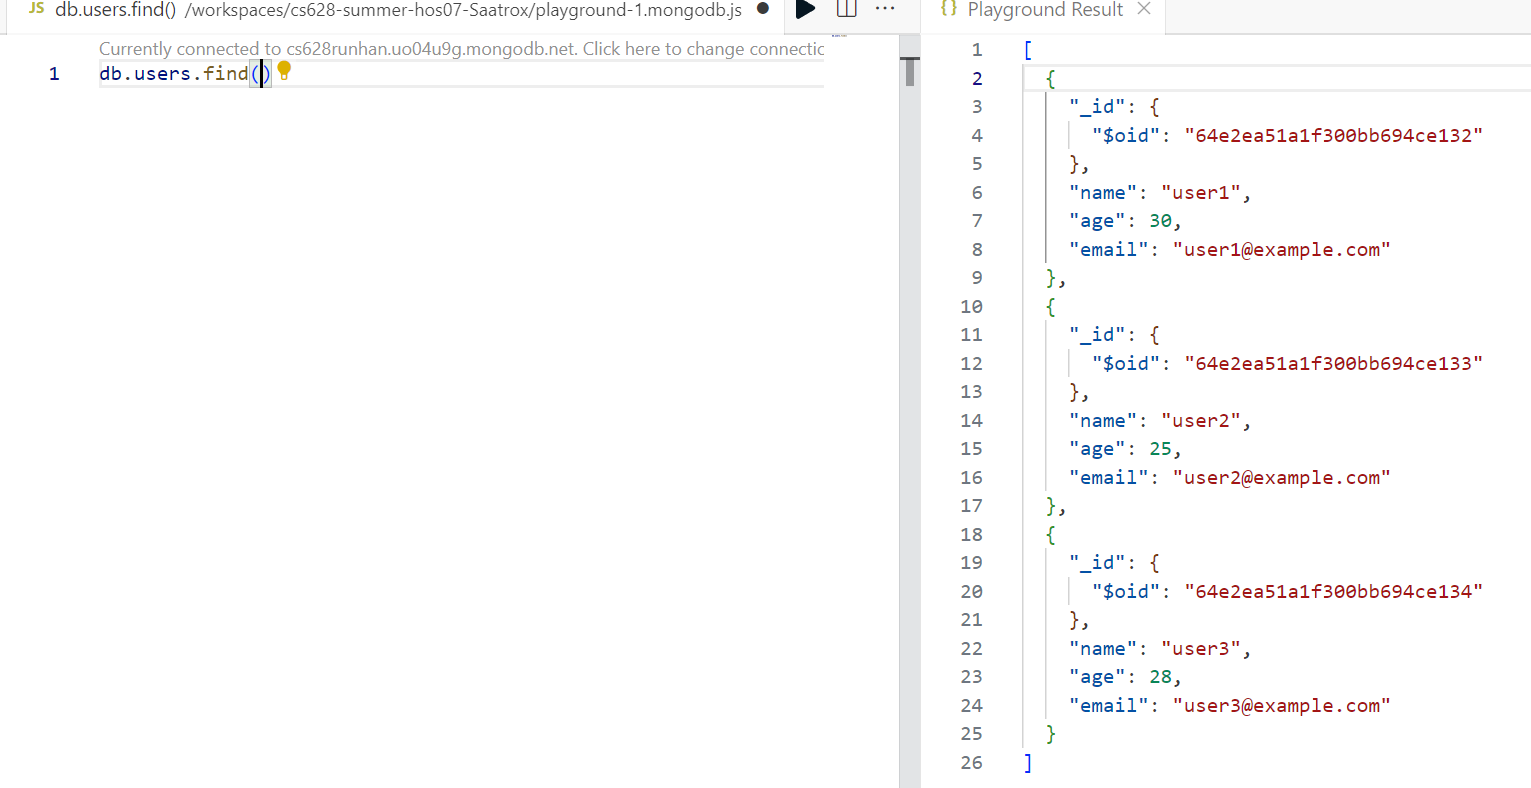 JS db.users.find() /workspaces/cs628-summer-hos07-Saatrox/playground-1.mongodb.js
Currently connected to cs628runhan.uo04u9g.mongodb.net. Click here to change connectic
1 db.users.find()
{} Playground Result
1 [
2 {
3 "_id": {
4 "$oid": "64e2ea51a1f300bb694ce132"
5 },
6 "name": "user1",
7 "age": 30,
8 "email": "user1@example.com"
9 },
10 {
11 "_id": {
12 "$oid": "64e2ea51a1f300bb694ce133"
13 },
14 "name": "user2",
15 "age": 25,
16 "email": "user2@example.com"
17 },
18 {
19 "_id": {
20 "$oid": "64e2ea51a1f300bb694ce134"
21 },
22 "name": "user3",
23 "age": 28,
24 "email": "user3@example.com"
25 }
26 ]